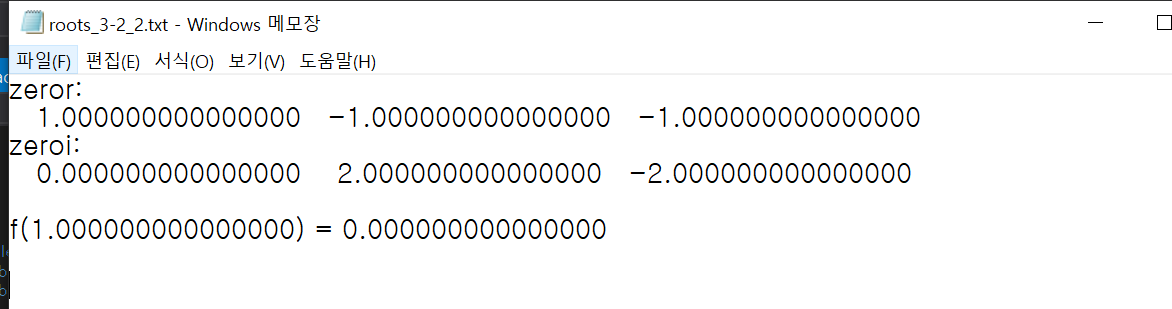 roots_3-2_2.txt - Windows 메모장
파일(F) 편집(E) 서식(O) 보기(V) 도움말(H)
zeror:
1.000000000000000 -1.000000000000000 -1.000000000000000
zeroi:
0.000000000000000 2.000000000000000 -2.000000000000000
f(1.000000000000000) = 0.000000000000000